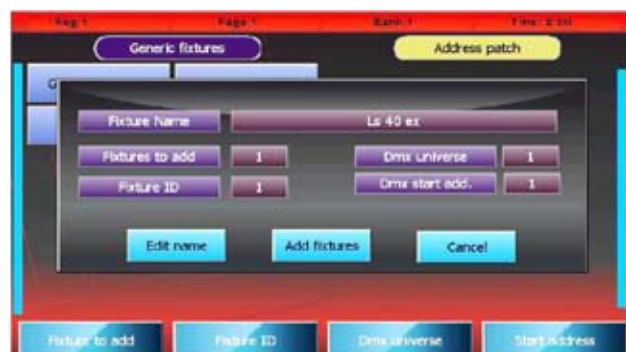 Page 1
Bank 1
Generic fixtures
Address patch
Fixture Name
Ls 40 ex
Fixtures to add
1
Dmx universe
1
Fixture ID
1
Dmx start add.
1
Edit name
Add fixtures
Cancel
Fixture to add
Fixture ID
Dmx universe
Start address